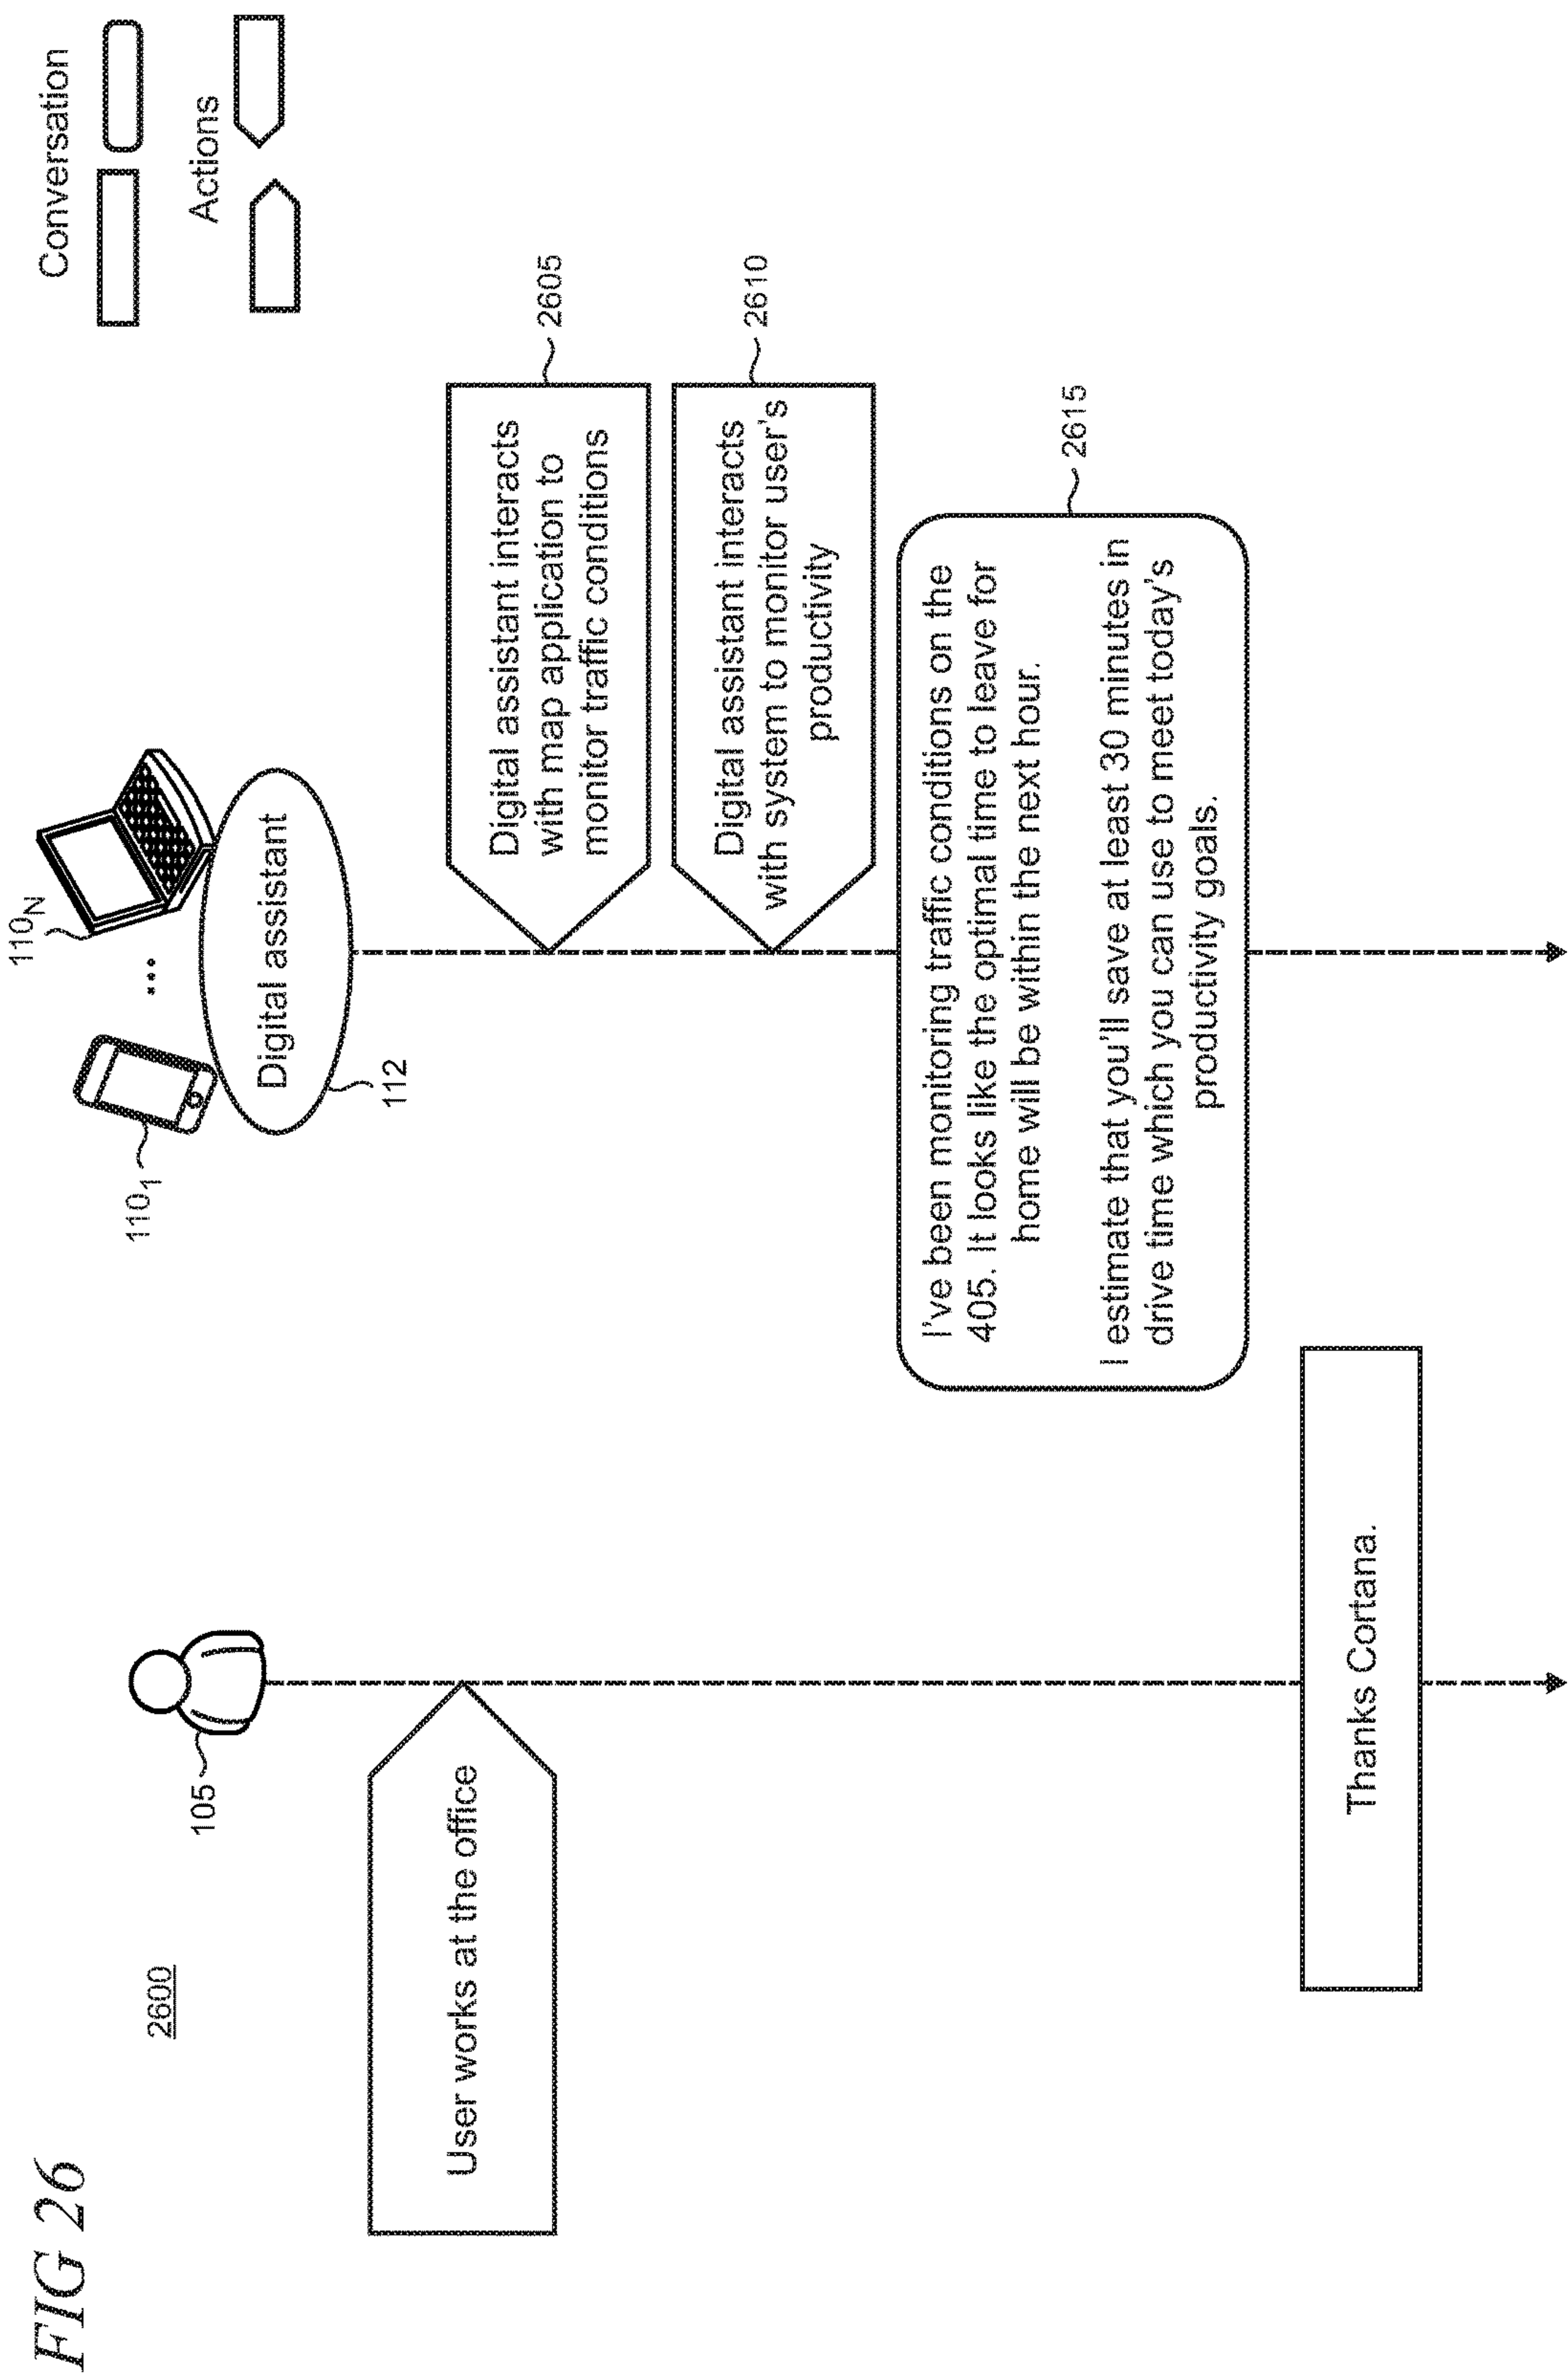 FIG 26
2600
105
110₁
...
110N
Digital assistant
112
Conversation
Actions
User works at the office
Digital assistant interacts
with map application to
monitor traffic conditions
2605
Digital assistant interacts
with system to monitor user's
productivity
2610
I've been monitoring traffic conditions on the
405. It looks like the optimal time to leave for
home will be within the next hour.
I estimate that you'll save at least 30 minutes in
drive time which you can use to meet today's
productivity goals.
2615
Thanks Cortana.